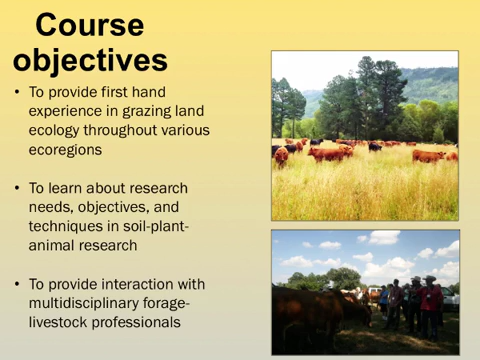 Course
objectives
• To provide first hand
experience in grazing land
ecology throughout various
ecoregions
• To learn about research
needs, objectives, and
techniques in soil-plant-
animal research
• To provide interaction with
multidisciplinary forage-
livestock professionals